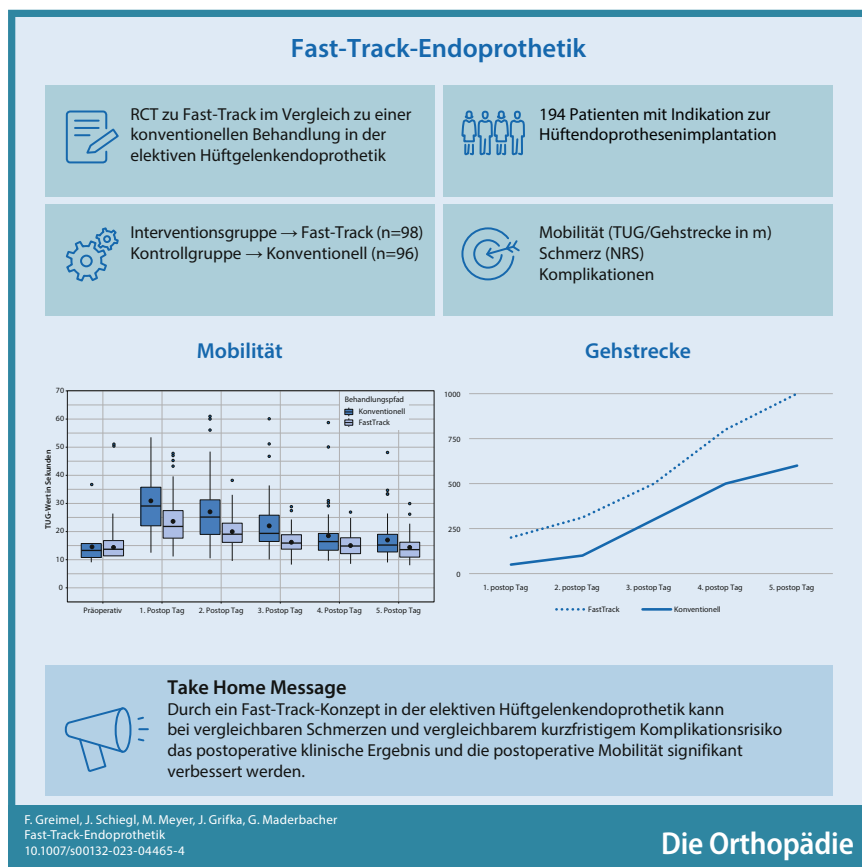 Fast-Track-Endoprothetik
RCT zu Fast-Track im Vergleich zu einer
konventionellen Behandlung in der
elektiven Hüftgelenkendoprothetik
194 Patienten mit Indikation zur
Hüftendoprothesenimplantation
Interventionsgruppe → Fast-Track (n=98)
Kontrollgruppe → Konventionell (n=96)
Mobilität (TUG/Gehstrecke in m)
Schmerz (NRS)
Komplikationen
Mobilität
TUG-Wert in Sekunden
70
60
50
40
30
20
10
0
Behandlungspfad
Konventionell
FastTrack
Präoperativ 1. Postop Tag 2. Postop Tag 3. Postop Tag 4. Postop Tag 5. Postop Tag
Gehstrecke
1000
750
500
250
0
1. postop Tag 2. postop Tag 3. postop Tag 4. postop Tag 5. postop Tag
FastTrack Konventionell
Take Home Message
Durch ein Fast-Track-Konzept in der elektiven Hüftgelenkendoprothetik kann
bei vergleichbaren Schmerzen und vergleichbarem kurzfristigem Komplikationsrisiko
das postoperative klinische Ergebnis und die postoperative Mobilität signifikant
verbessert werden.
F. Greimel, J. Schiegl, M. Meyer, J. Grifka, G. Maderbacher
Fast-Track-Endoprothetik
10.1007/s00132-023-04465-4
Die Orthopädie